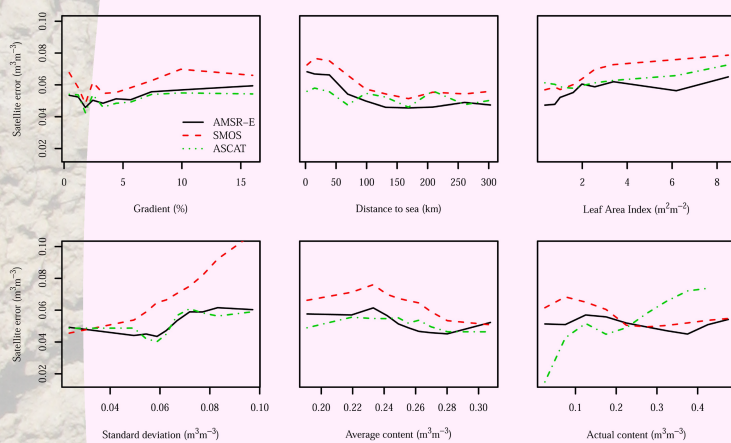 0.02 0.04 0.06 0.08 0.10
Satellite error (m³m⁻³)
AMSR−E
SMOS
ASCAT
0 5 10 15
Gradient (%)
0 50 100 150 200 250 300
Distance to sea (km)
2 4 6 8
Leaf Area Index (m²m⁻²)
0.02 0.04 0.06 0.08 0.10
Satellite error (m³m⁻³)
0.04 0.06 0.08 0.10
Standard deviation (m³m⁻³)
0.20 0.22 0.24 0.26 0.28 0.30
Average content (m³m⁻³)
0.1 0.2 0.3 0.4
Actual content (m³m⁻³)